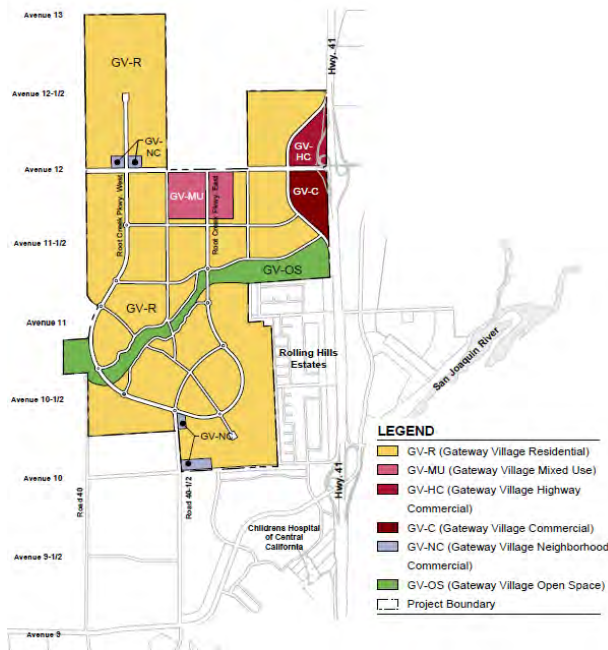 Avenue 13
Hwy. 41
GV-R
Avenue 12-1/2
GV-
NC
GV-
HC
Avenue 12
GV-MU
GV-C
Root Creek Pkwy. West
Root Creek Pkwy. East
Avenue 11-1/2
GV-OS
GV-R
Avenue 11
Rolling Hills
Estates
San Joaquin River
Avenue 10-1/2
GV-NC
Avenue 10
Road 40
Road 40-1/2
Hwy. 41
Childrens Hospital
of Central
California
Avenue 9-1/2
Avenue 9
LEGEND
GV-R (Gateway Village Residential)
GV-MU (Gateway Village Mixed Use)
GV-HC (Gateway Village Highway
Commercial)
GV-C (Gateway Village Commercial)
GV-NC (Gateway Village Neighborhood
Commercial)
GV-OS (Gateway Village Open Space)
Project Boundary